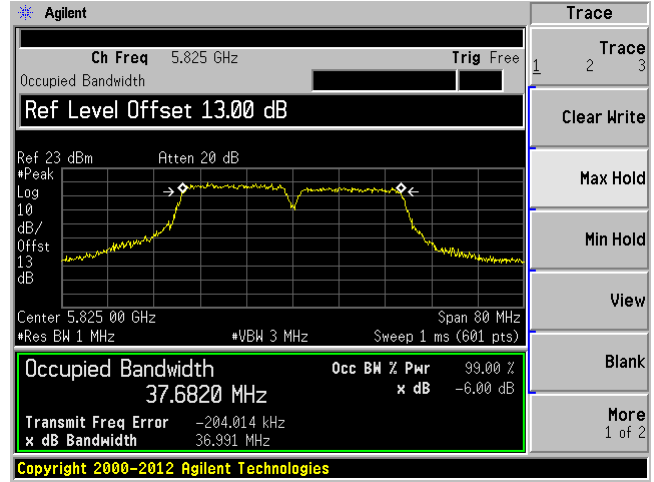 Agilent
Trace
Ch Freq 5.825 GHz Trig Free
Occupied Bandwidth
Trace
1 2 3
Ref Level Offset 13.00 dB
Clear Write
Ref 23 dBm Atten 20 dB
#Peak
Log
10
dB/
Offst
13
dB
Max Hold
Min Hold
View
Center 5.825 00 GHz Span 80 MHz
#Res BW 1 MHz #VBW 3 MHz Sweep 1 ms (601 pts)
Occupied Bandwidth Occ BW % Pwr 99.00 %
37.6820 MHz x dB -6.00 dB
Blank
Transmit Freq Error -204.014 kHz
x dB Bandwidth 36.991 MHz
More
1 of 2
Copyright 2000-2012 Agilent Technologies